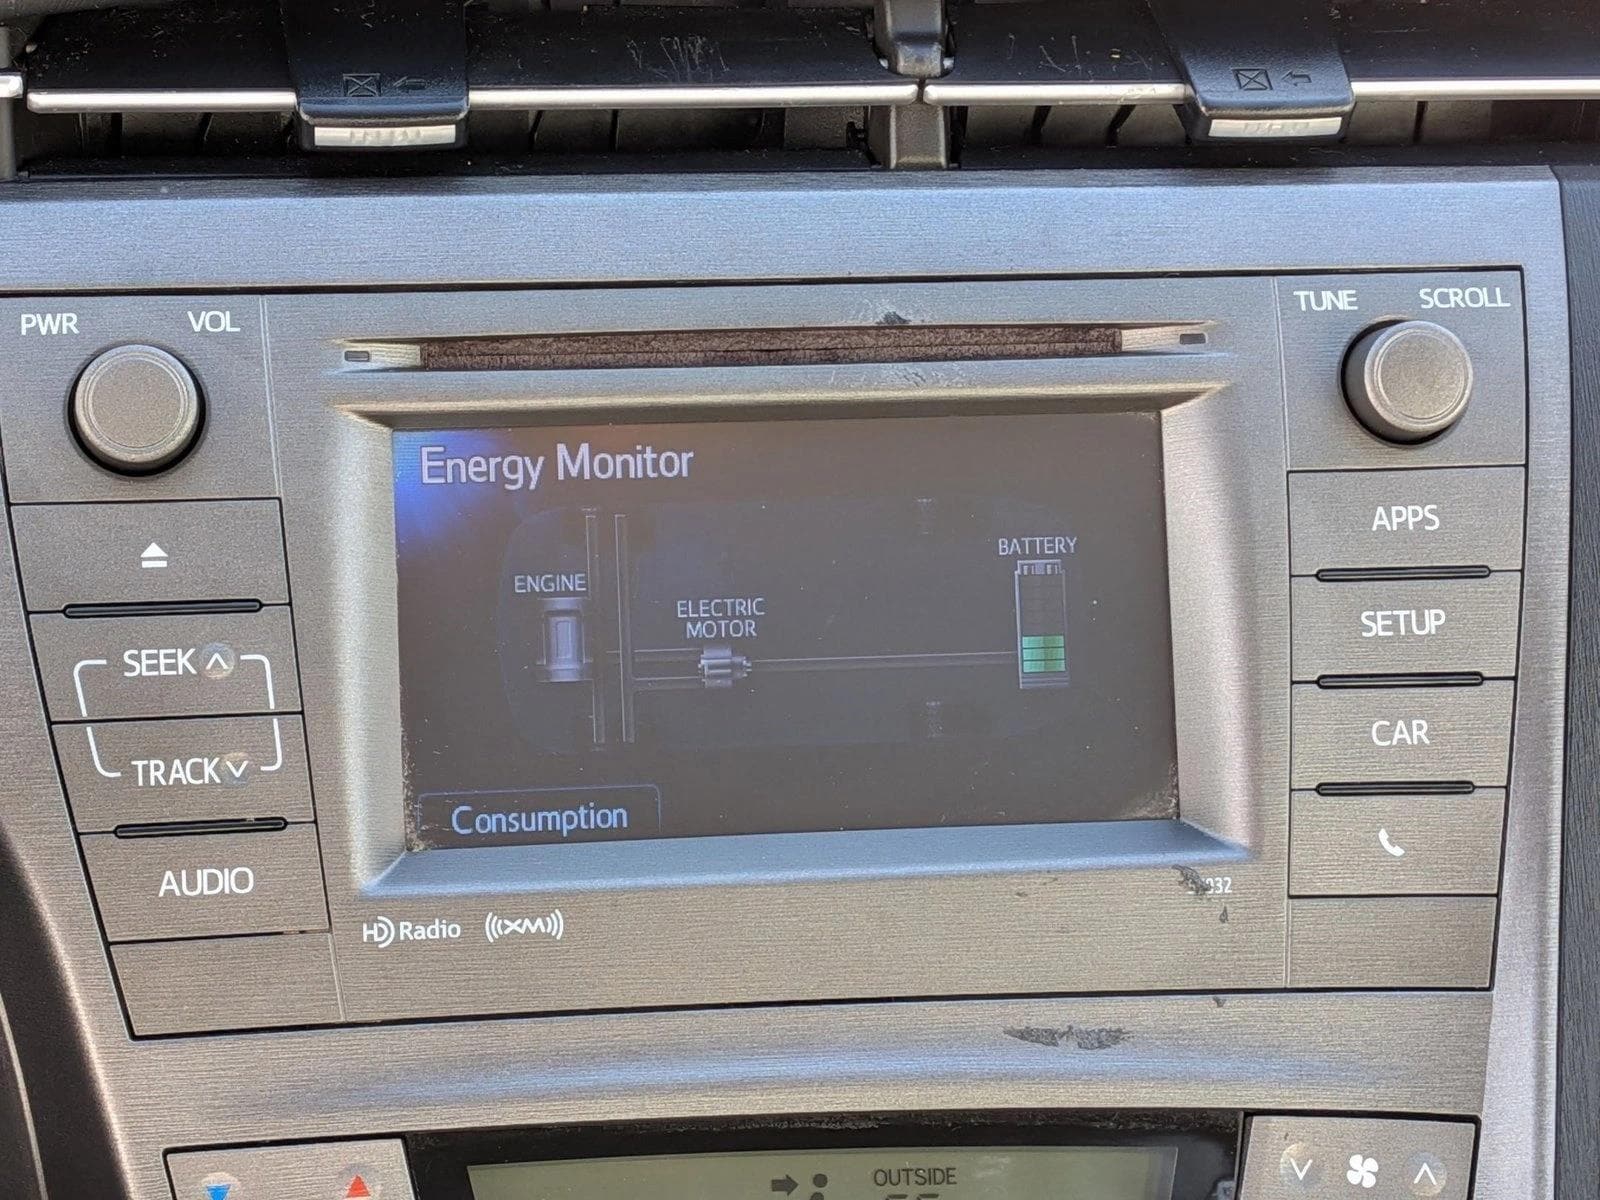 PWR
VOL
TUNE
SCROLL
Energy Monitor
APPS
BATTERY
ENGINE
ELECTRIC
MOTOR
SETUP
SEEK
CAR
TRACK
Consumption
AUDIO
HD Radio
((XM))
OUTSIDE